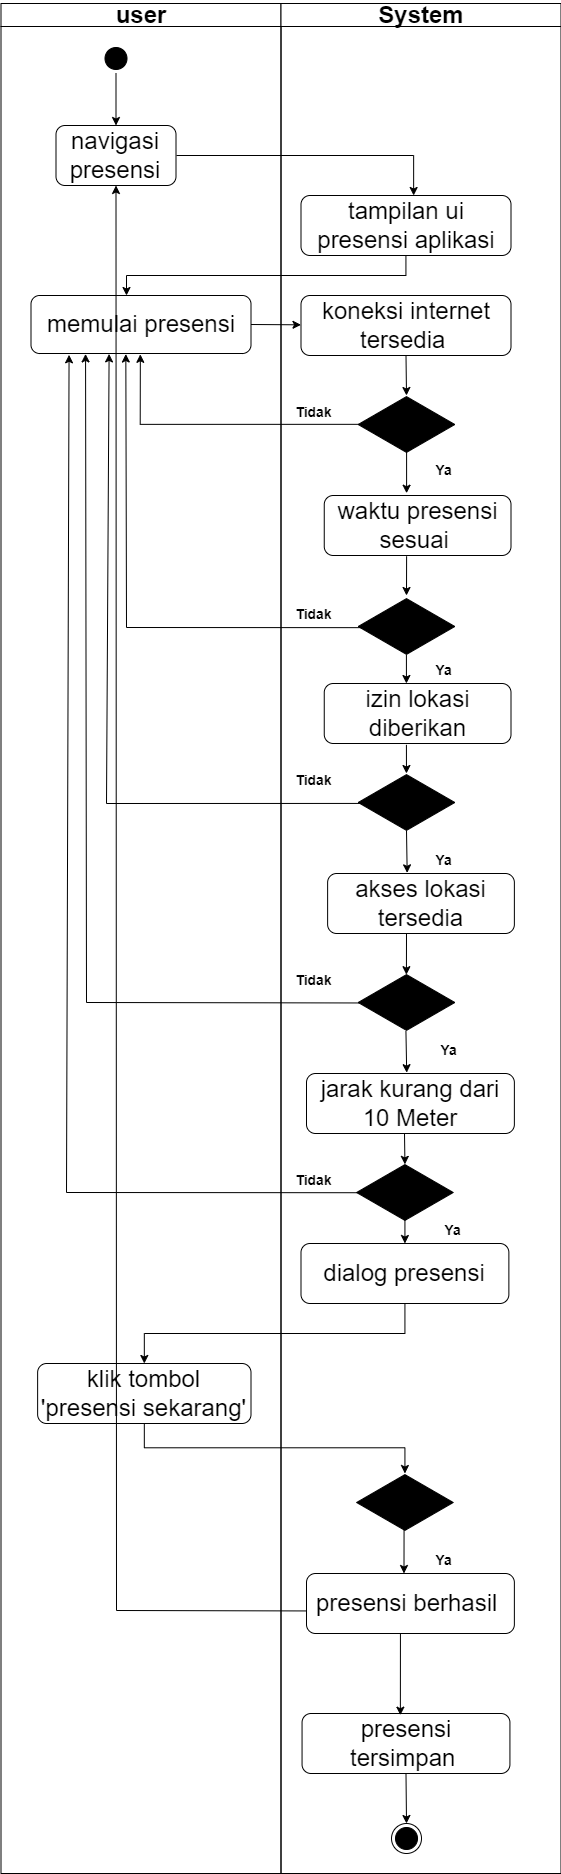 user
System
navigasi
presensi
tampilan ui
presensi aplikasi
memulai presensi
koneksi internet
tersedia
Tidak
Ya
waktu presensi
sesuai
Tidak
Ya
izin lokasi
diberikan
Tidak
Ya
akses lokasi
tersedia
Tidak
Ya
jarak kurang dari
10 Meter
Tidak
Ya
dialog presensi
klik tombol
'presensi sekarang'
Ya
presensi berhasil
presensi
tersimpan